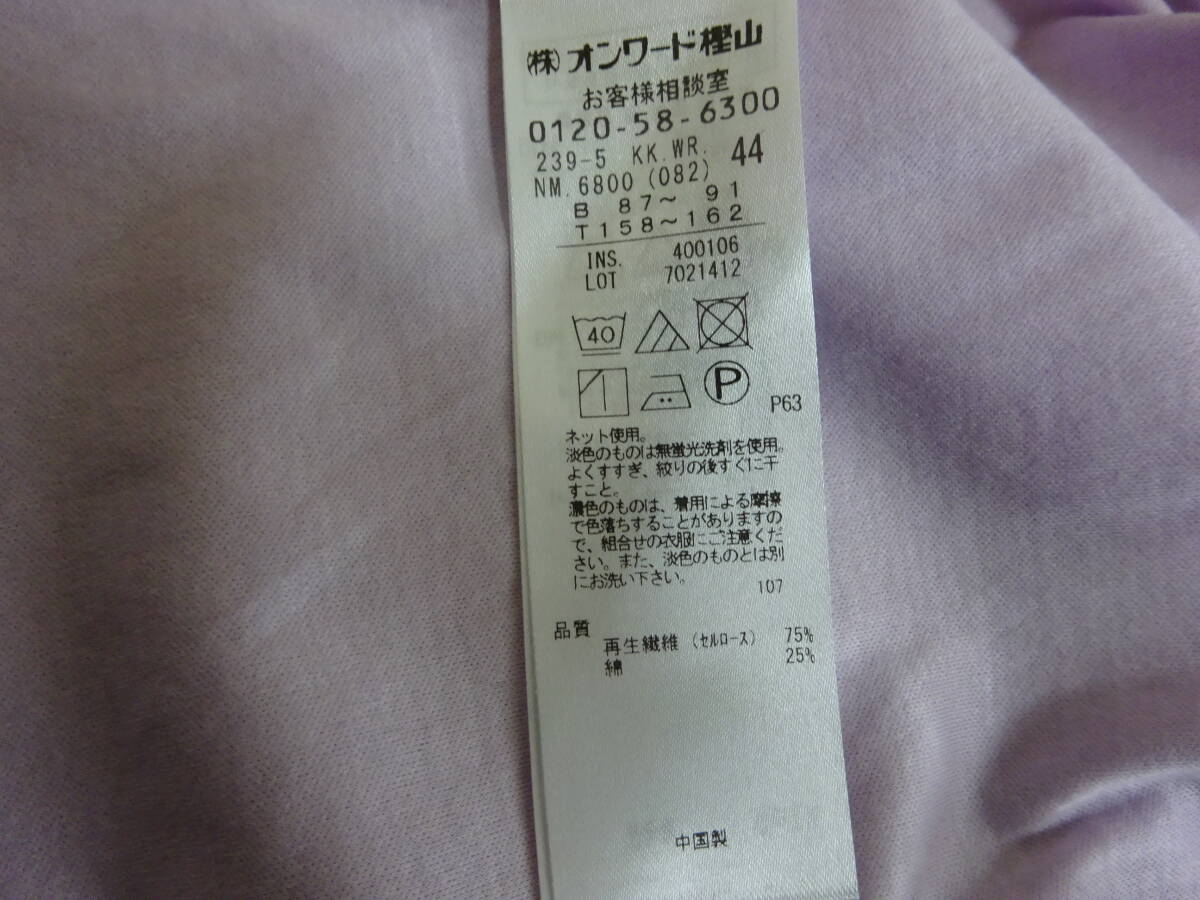 ㈱オンワード樫山
お客様相談室
0120-58-6300
239-5 KK.WR. 44
NM.6800 (082)
B 87~ 91
T158~162
INS. 400106
LOT 7021412
40
P
P63
ネット使用。
淡色のものは無蛍光洗剤を使用。
よくすすぎ、絞りの後すぐに干
すこと。
濃色のものは、着用による摩擦
で色落ちすることがありますの
で、組合せの衣服にご注意くだ
さい。また、淡色のものとは別
にお洗い下さい。
107
品質
再生繊維 (セルロース) 75%
綿 25%
中国製